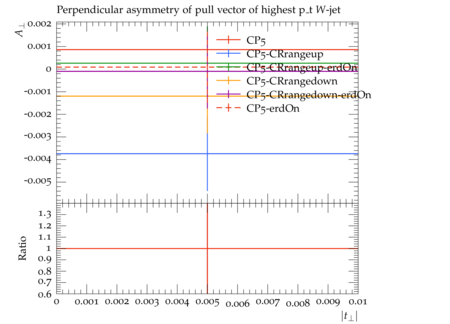 Perpendicular asymmetry of pull vector of highest p_t W-jet
A⊥
0.002
0.001
0
-0.001
-0.002
-0.003
-0.004
-0.005
CP5
CP5-CRrangeup
CP5-CRrangeup-erdOn
CP5-CRrangedown
CP5-CRrangedown-erdOn
CP5-erdOn
Ratio
1.3
1.2
1.1
1
0.9
0.8
0.7
0.6
0 0.001 0.002 0.003 0.004 0.005 0.006 0.007 0.008 0.009 0.01
|t⊥|